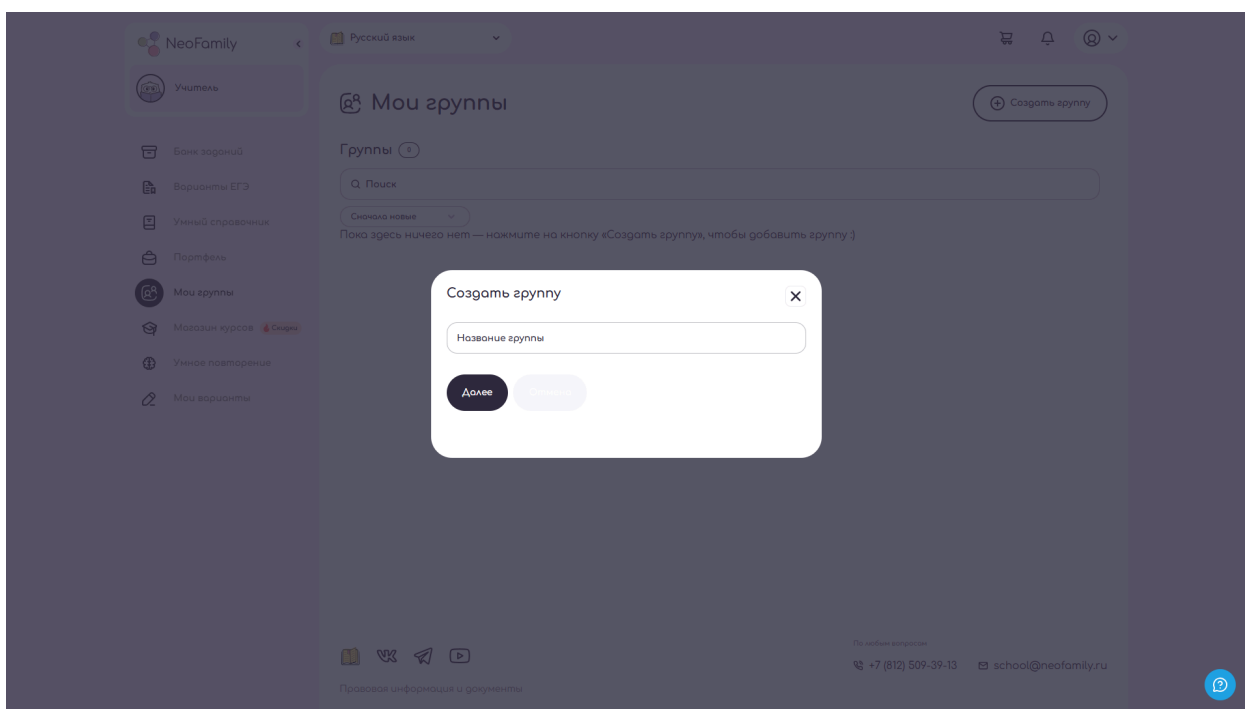 NeoFamily
Русский язык
Учитель
Мои группы
Создать группу
Группы 0
Поиск
Сначала новые
Пока здесь ничего нет — нажмите на кнопку «Создать группу», чтобы добавить группу :)
Банк заданий
Варианты ЕГЭ
Умный справочник
Портфель
Мои группы
Магазин курсов Скидки
Умное повторение
Мои варианты
Создать группу
Название группы
Далее
По любым вопросам
+7 (812) 509-39-13 school@neofamily.ru
Правовая информация и документы